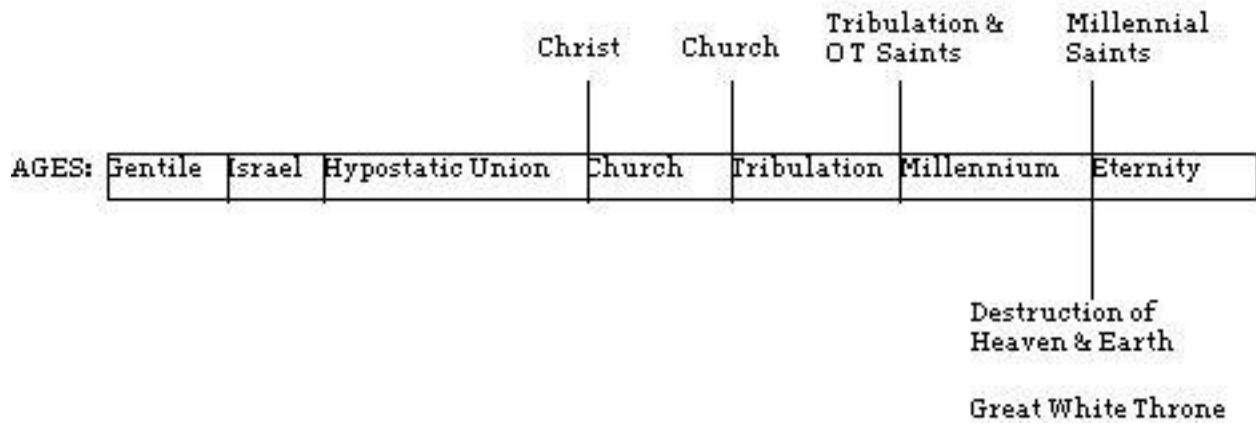 Christ
Church
Tribulation &
OT Saints
Millennial
Saints
AGES: Gentile Israel Hypostatic Union Church Tribulation Millennium Eternity
Destruction of
Heaven & Earth
Great White Throne